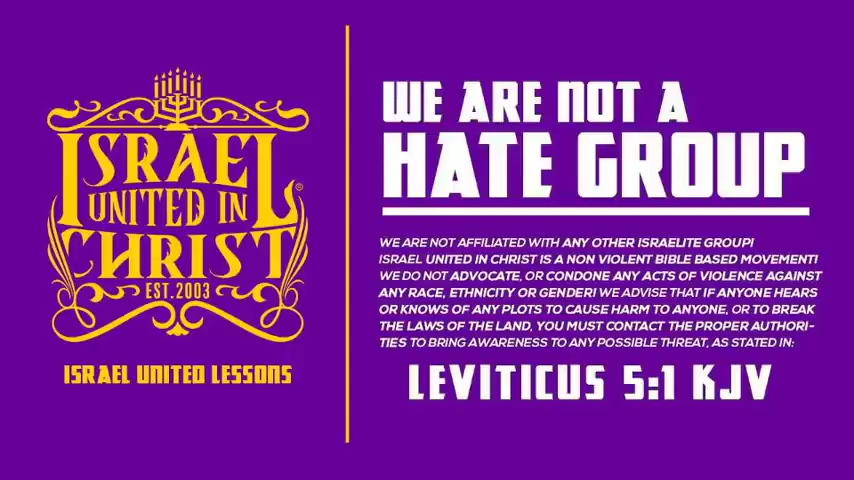 ISRAEL
UNITED IN
CHRIST
EST. 2003
ISRAEL UNITED LESSONS
WE ARE NOT A
HATE GROUP
WE ARE NOT AFFILIATED WITH ANY OTHER ISRAELITE GROUP!
ISRAEL UNITED IN CHRIST IS A NON VIOLENT BIBLE BASED MOVEMENT!
WE DO NOT ADVOCATE, OR CONDONE ANY ACTS OF VIOLENCE AGAINST
ANY RACE, ETHNICITY OR GENDER! WE ADVISE THAT IF ANYONE HEARS
OR KNOWS OF ANY PLOTS TO CAUSE HARM TO ANYONE, OR TO BREAK
THE LAWS OF THE LAND, YOU MUST CONTACT THE PROPER AUTHORI-
TIES TO BRING AWARENESS TO ANY POSSIBLE THREAT, AS STATED IN:
LEVITICUS 5:1 KJV